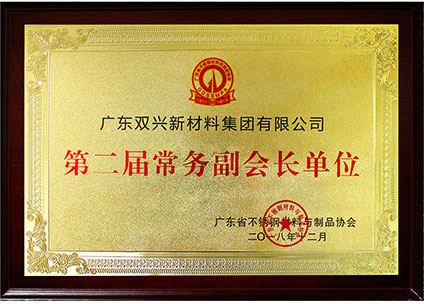 广东双兴新材料集团有限公司
第二届常务副会长单位
广东省不锈钢材料与制品协会
二〇一八年十二月